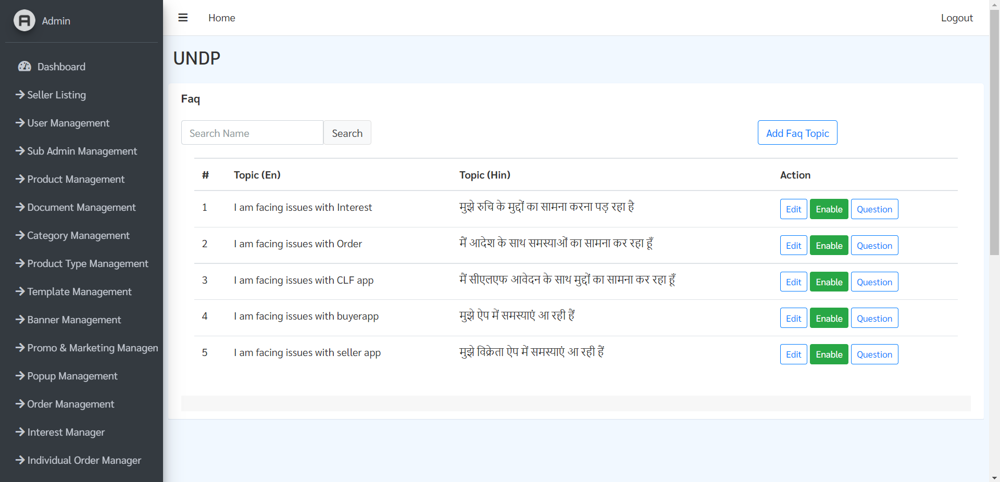 Admin
Home
Logout
UNDP
Dashboard
Seller Listing
User Management
Sub Admin Management
Product Management
Document Management
Category Management
Product Type Management
Template Management
Banner Management
Promo & Marketing Managem
Popup Management
Order Management
Interest Manager
Individual Order Manager
Faq
Search Name Search Add Faq Topic
# Topic (En) Topic (Hin) Action
1 I am facing issues with Interest मुझे रुचि के मुद्दों का सामना करना पड़ रहा है Edit Enable Question
2 I am facing issues with Order मैं आदेश के साथ समस्याओं का सामना कर रहा हूँ Edit Enable Question
3 I am facing issues with CLF app मैं सीएलएफ आवेदन के साथ मुद्दों का सामना कर रहा हूँ Edit Enable Question
4 I am facing issues with buyerapp मुझे ऐप में समस्याएं आ रही हैं Edit Enable Question
5 I am facing issues with seller app मुझे विक्रेता ऐप में समस्याएं आ रही हैं Edit Enable Question